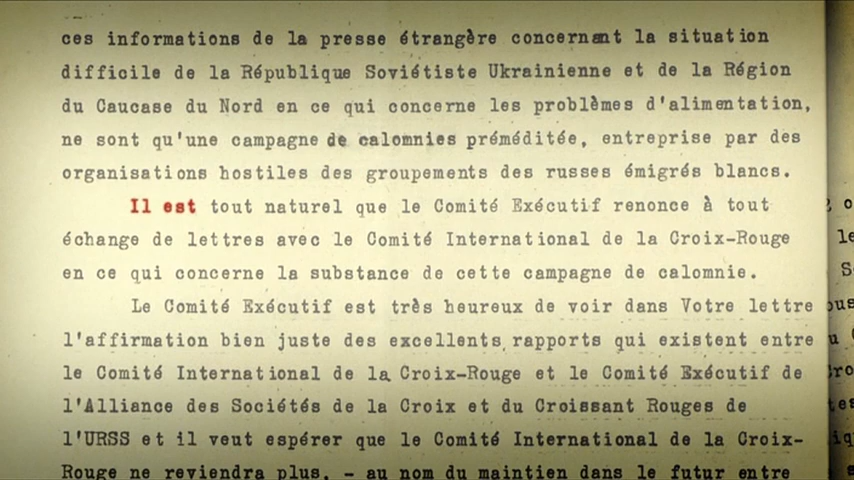 ces informations de la presse étrangère concernant la situation
difficile de la République Soviétiste Ukrainienne et de la Région
du Caucase du Nord en ce qui concerne les problèmes d'alimentation,
ne sont qu'une campagne de calomnies préméditée, entreprise par des
organisations hostiles des groupements des russes émigrés blancs.
Il est tout naturel que le Comité Exécutif renonce à tout
échange de lettres avec le Comité International de la Croix-Rouge
en ce qui concerne la substance de cette campagne de calomnie.
Le Comité Exécutif est très heureux de voir dans Votre lettre
l'affirmation bien juste des excellents rapports qui existent entre
le Comité International de la Croix-Rouge et le Comité Exécutif de
l'Alliance des Sociétés de la Croix et du Croissant Rouges de
l'URSS et il veut espérer que le Comité International de la Croix-
Rouge ne reviendra plus, - au nom du maintien dans le futur entre